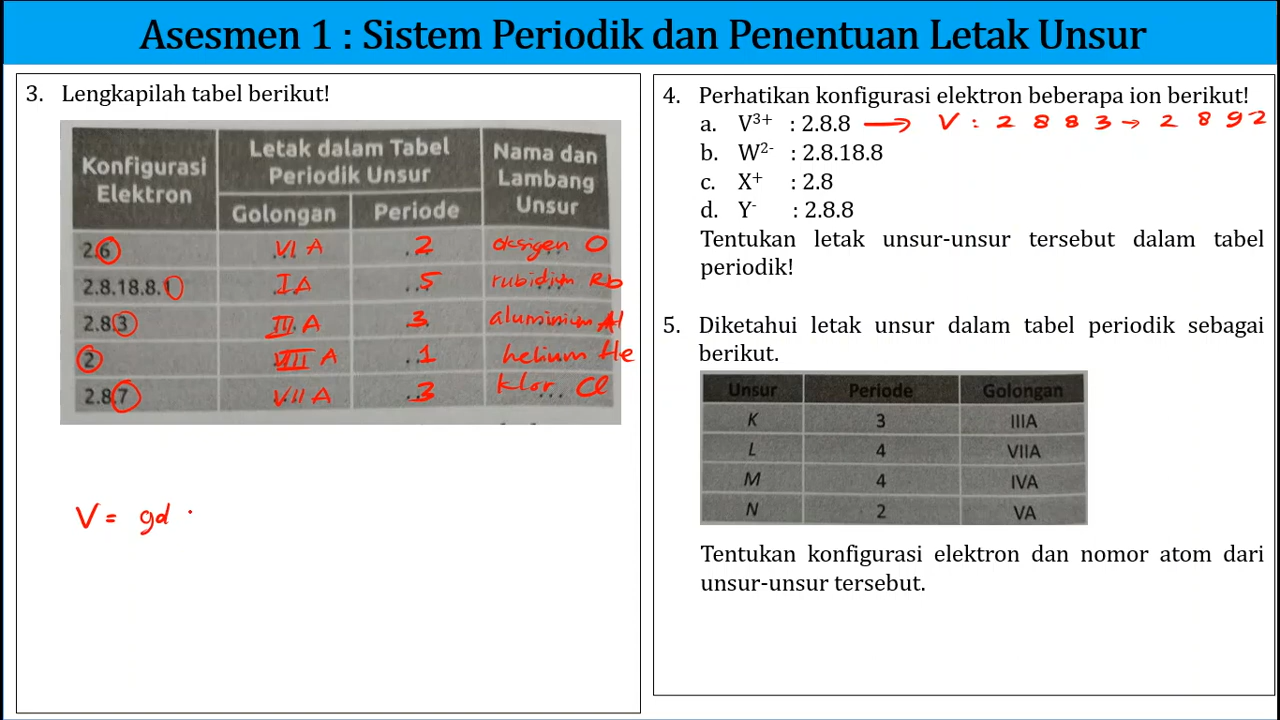 Asesmen 1 : Sistem Periodik dan Penentuan Letak Unsur
3. Lengkapilah tabel berikut!
Konfigurasi Elektron Letak dalam Tabel Periodik Unsur Nama dan Lambang Unsur
Golongan Periode
2.6 VI A 2 oksigen O
2.8.18.8.1 I A 5 rubidium Rb
2.8.3 III A 3 aluminium Al
2 VIII A 1 helium He
2.8.7 VII A 3 klor Cl
V = gd
4. Perhatikan konfigurasi elektron beberapa ion berikut!
a. V³⁺ : 2.8.8 → V : 2 8 8 3 → 2 8 9 2
b. W²⁻ : 2.8.18.8
c. X⁺ : 2.8
d. Y⁻ : 2.8.8
Tentukan letak unsur-unsur tersebut dalam tabel
periodik!
5. Diketahui letak unsur dalam tabel periodik sebagai
berikut.
Unsur Periode Golongan
K 3 IIIA
L 4 VIIA
M 4 IVA
N 2 VA
Tentukan konfigurasi elektron dan nomor atom dari
unsur-unsur tersebut.